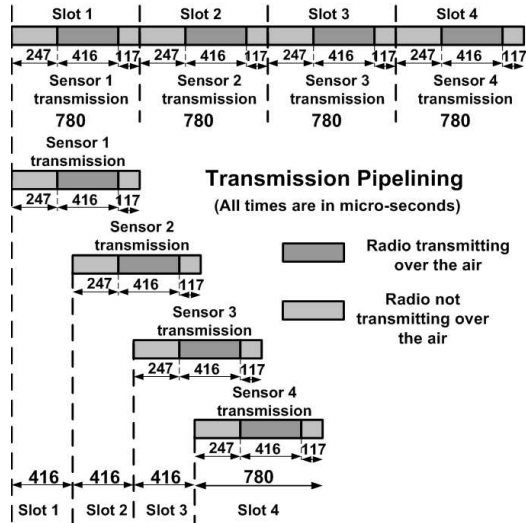 Slot 1 Slot 2 Slot 3 Slot 4
247 416 117 247 416 117 247 416 117 247 416 117
Sensor 1 transmission
780
Sensor 2 transmission
780
Sensor 3 transmission
780
Sensor 4 transmission
780
Sensor 1
transmission
247 416 117
Transmission Pipelining
(All times are in micro-seconds)
Sensor 2
transmission
247 416 117
Radio transmitting
over the air
Radio not
transmitting over
the air
Sensor 3
transmission
247 416 117
Sensor 4
transmission
247 416 117
416 416 416 780
Slot 1 Slot 2 Slot 3 Slot 4